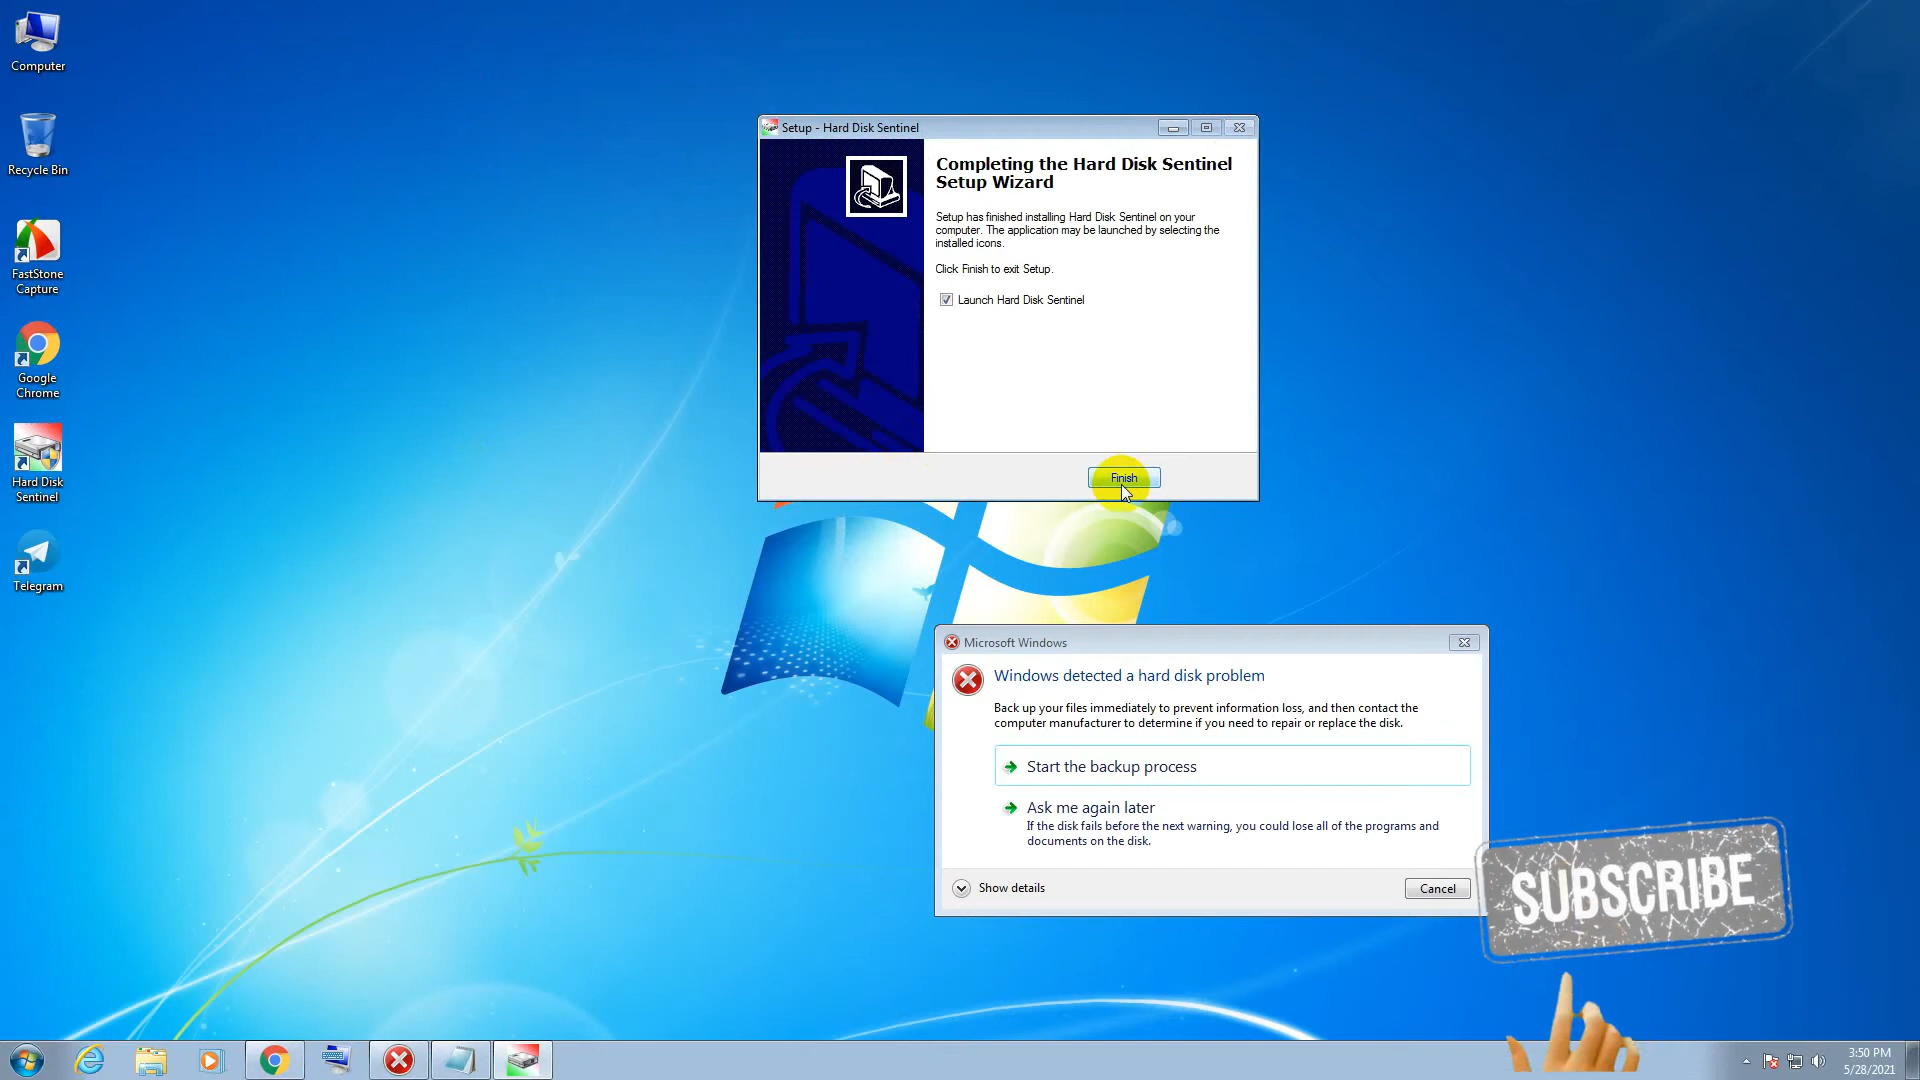 Computer
Recycle Bin
FastStone
Capture
Google
Chrome
Hard Disk
Sentinel
Telegram
Setup - Hard Disk Sentinel
Completing the Hard Disk Sentinel
Setup Wizard
Setup has finished installing Hard Disk Sentinel on your
computer. The application may be launched by selecting the
installed icons.
Click Finish to exit Setup.
Launch Hard Disk Sentinel
Finish
Microsoft Windows
Windows detected a hard disk problem
Back up your files immediately to prevent information loss, and then contact the
computer manufacturer to determine if you need to repair or replace the disk.
Start the backup process
Ask me again later
If the disk fails before the next warning, you could lose all of the programs and
documents on the disk.
Show details
Cancel
SUBSCRIBE
3:50 PM
5/28/2021